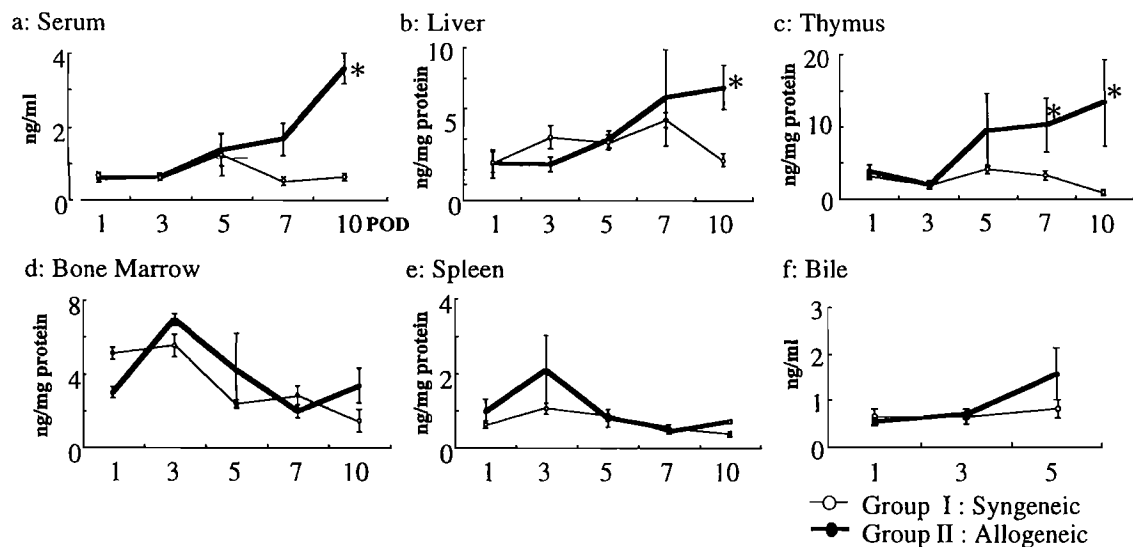 a: Serum
b: Liver
c: Thymus
ng/ml
4
2
0
1 3 5 7 10 POD
*
ng/mg protein
10
5
0
1 3 5 7 10
*
ng/mg protein
20
10
0
1 3 5 7 10
* *
d: Bone Marrow
e: Spleen
f: Bile
ng/mg protein
8
4
0
1 3 5 7 10
ng/mg protein
4
2
0
1 3 5 7 10
ng/ml
3
2
1
0
1 3 5
Group I : Syngeneic
Group II : Allogeneic